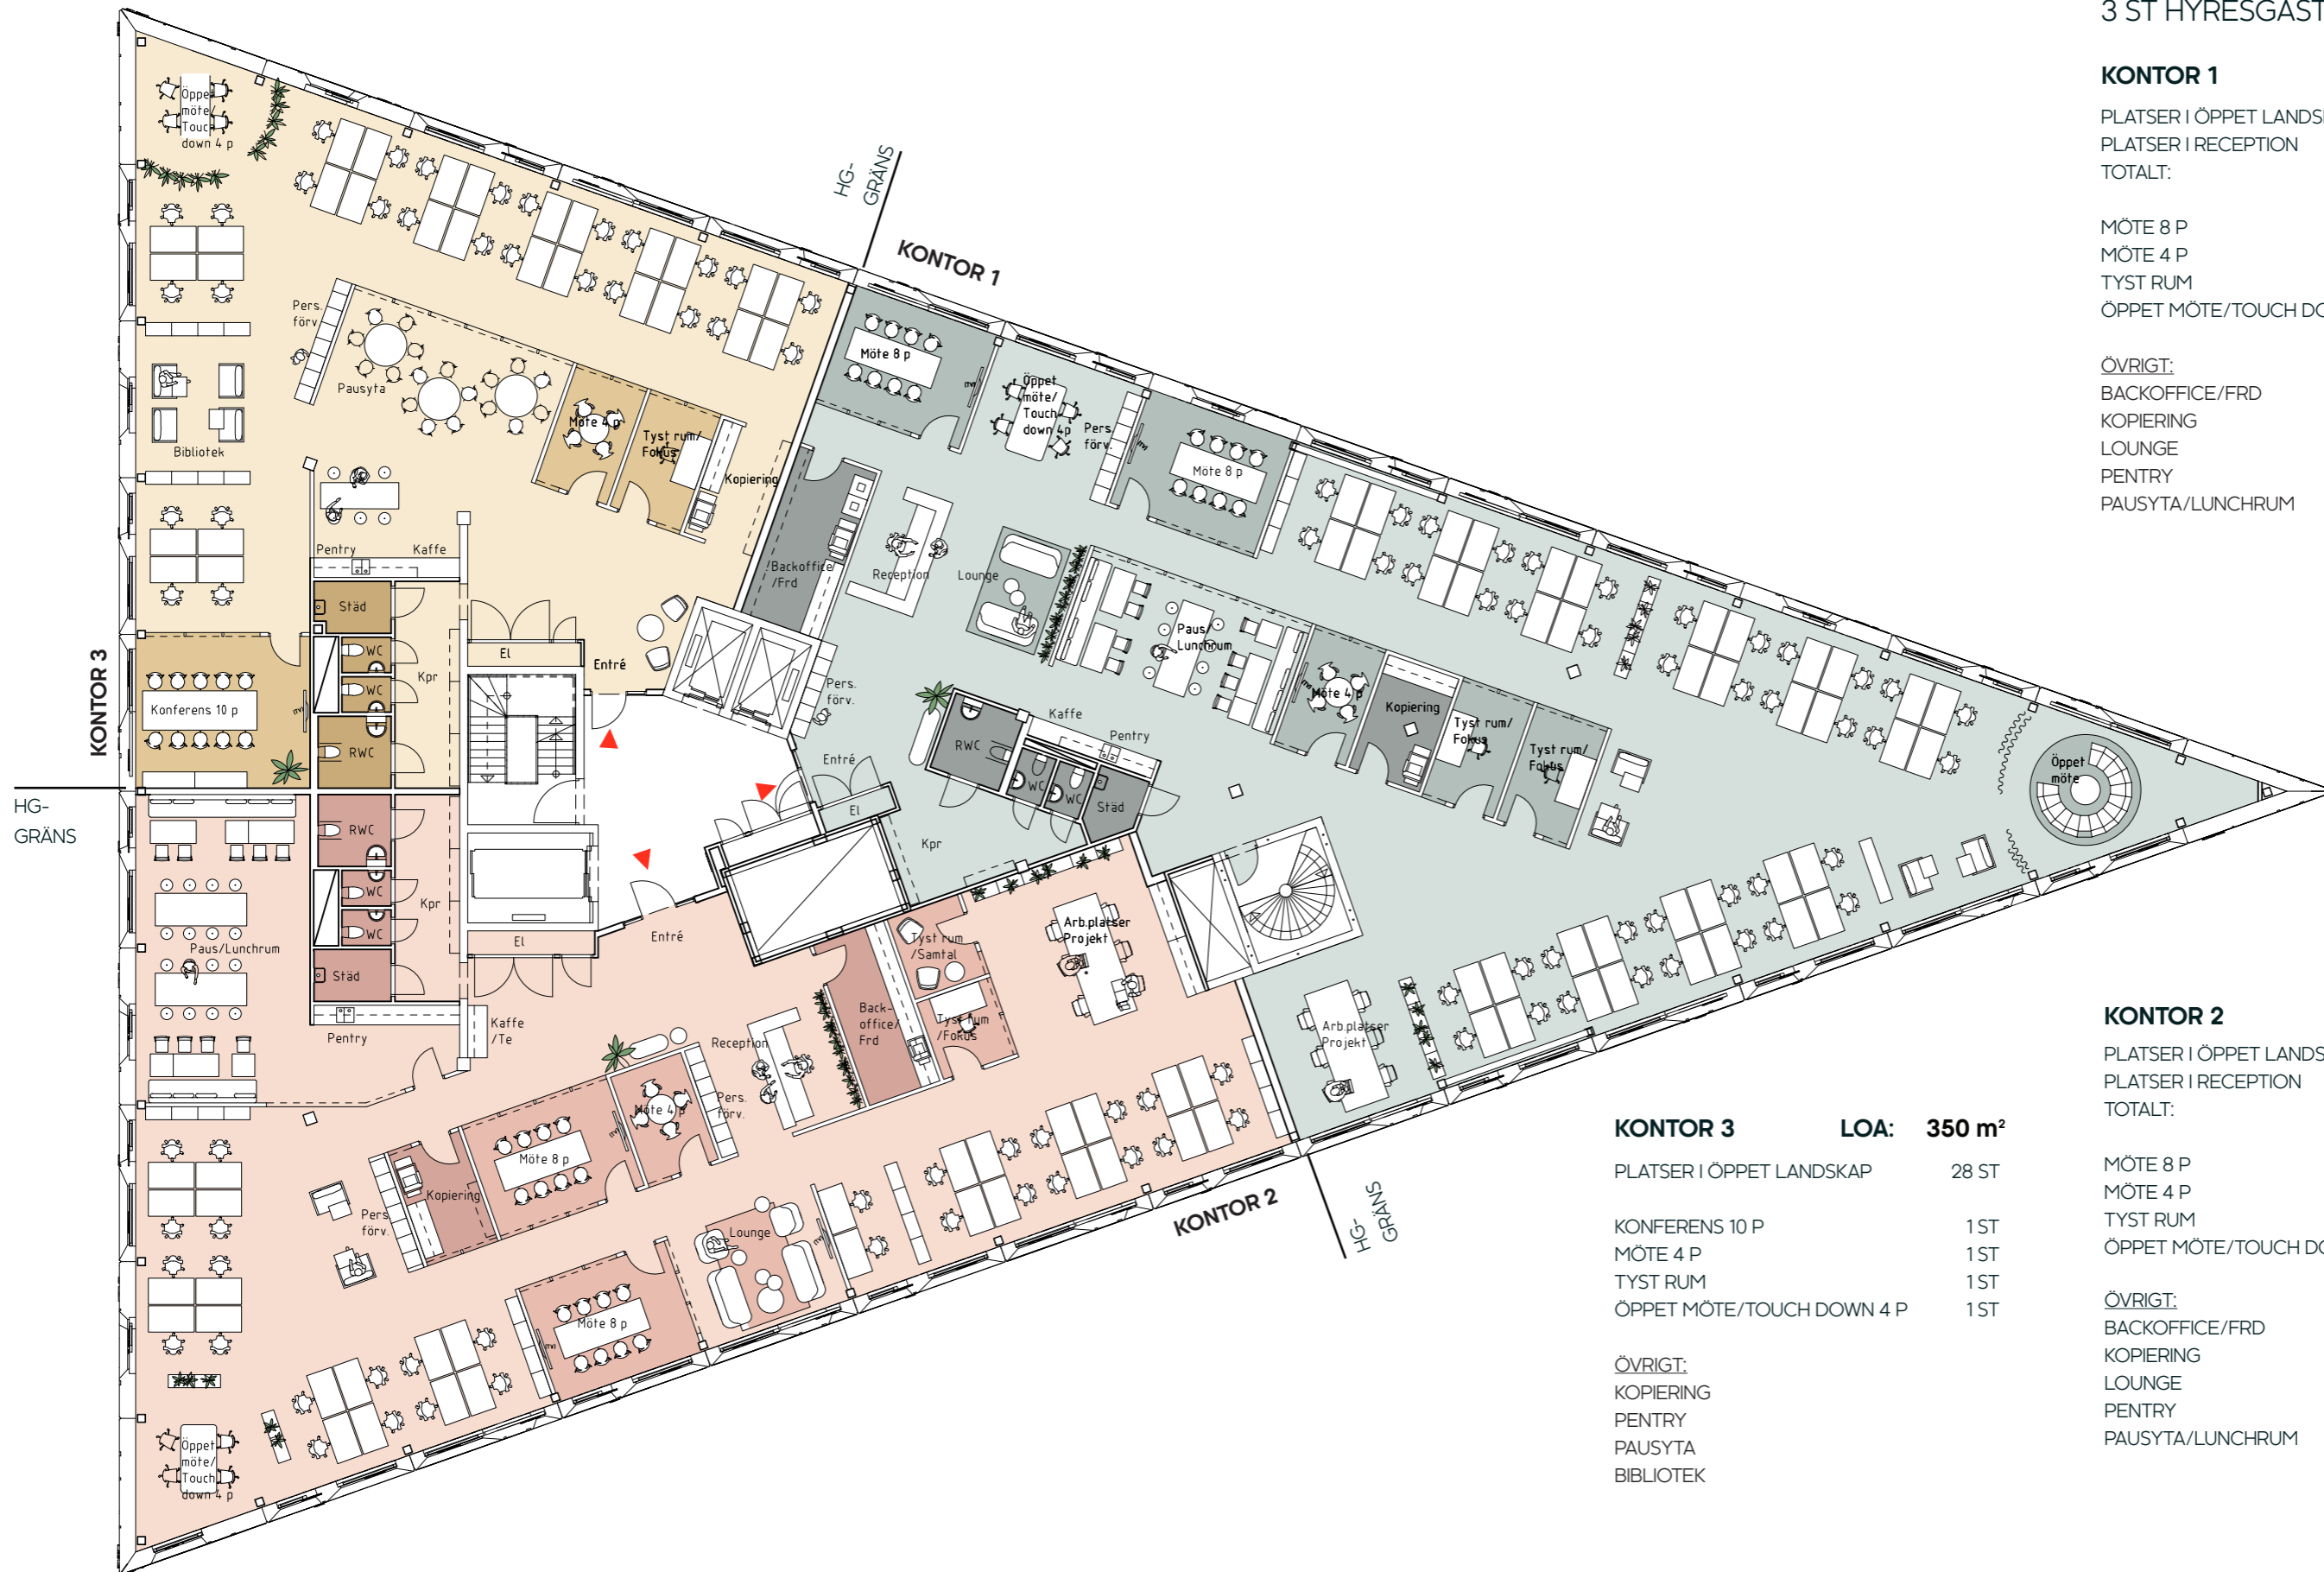 3 ST HYRESGÄST
KONTOR 1
PLATSER I ÖPPET LANDS
PLATSER I RECEPTION
TOTALT:
MÖTE 8 P
MÖTE 4 P
TYST RUM
ÖPPET MÖTE/TOUCH DO
ÖVRIGT:
BACKOFFICE/FRD
KOPIERING
LOUNGE
PENTRY
PAUSYTA/LUNCHRUM
KONTOR 2
PLATSER I ÖPPET LANDS
PLATSER I RECEPTION
TOTALT:
MÖTE 8 P
MÖTE 4 P
TYST RUM
ÖPPET MÖTE/TOUCH DO
ÖVRIGT:
BACKOFFICE/FRD
KOPIERING
LOUNGE
PENTRY
PAUSYTA/LUNCHRUM
KONTOR 3 LOA: 350 m²
PLATSER I ÖPPET LANDSKAP 28 ST
KONFERENS 10 P 1 ST
MÖTE 4 P 1 ST
TYST RUM 1 ST
ÖPPET MÖTE/TOUCH DOWN 4 P 1 ST
ÖVRIGT:
KOPIERING
PENTRY
PAUSYTA
BIBLIOTEK
HG-
GRÄNS
KONTOR 1
KONTOR 3
HG-
GRÄNS
KONTOR 2
HG-
GRÄNS
Öppet
möte/
Touch
down 4 p
Pers.
förv.
Pausyta
Bibliotek
Möte 4 p
Tyst rum/
Fokus
Kopiering
Pentry
Kaffe
Städ
WC
WC
RWC
Kpr
El
Entré
Konferens 10 p
Möte 8 p
Öppet
möte/
Touch
down 4p
Pers.
förv.
Möte 8 p
Backoffice
/Frd
Reception
Lounge
Paus/
Lunchrum
Möte 4 p
Kopiering
Tyst rum/
Fokus
Tyst rum/
Fokus
Öppet
möte
Pers.
förv.
Entré
El
Kpr
RWC
WC
WC
Städ
Kaffe
Pentry
Arb.platser
Projekt
RWC
WC
WC
Städ
Kpr
El
Entré
Paus/Lunchrum
Pentry
Kaffe
/Te
Tyst rum
/Samtal
Tyst rum
/Fokus
Back-
office/
Frd
Arb.platser
Projekt
Reception
Pers.
förv.
Möte 4 p
Möte 8 p
Kopiering
Pers.
förv.
Lounge
Möte 8 p
Öppet
möte/
Touch
down 4 p